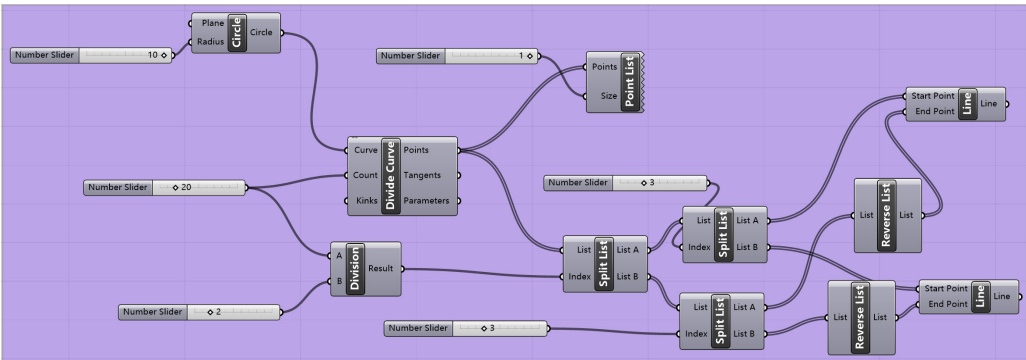 Plane
Radius
Circle
Circle
Number Slider 10
Number Slider 1
Points
Size
Point List
Start Point
End Point
Line
Line
Curve
Count
Kinks
Divide Curve
Points
Tangents
Parameters
Number Slider 20
Number Slider 3
List
Index
Split List
List A
List B
List
Reverse List
List
A
B
Division
Result
List
Index
Split List
List A
List B
Start Point
End Point
Line
Line
Number Slider 2
List
Index
Split List
List A
List B
List
Reverse List
List
Number Slider 3